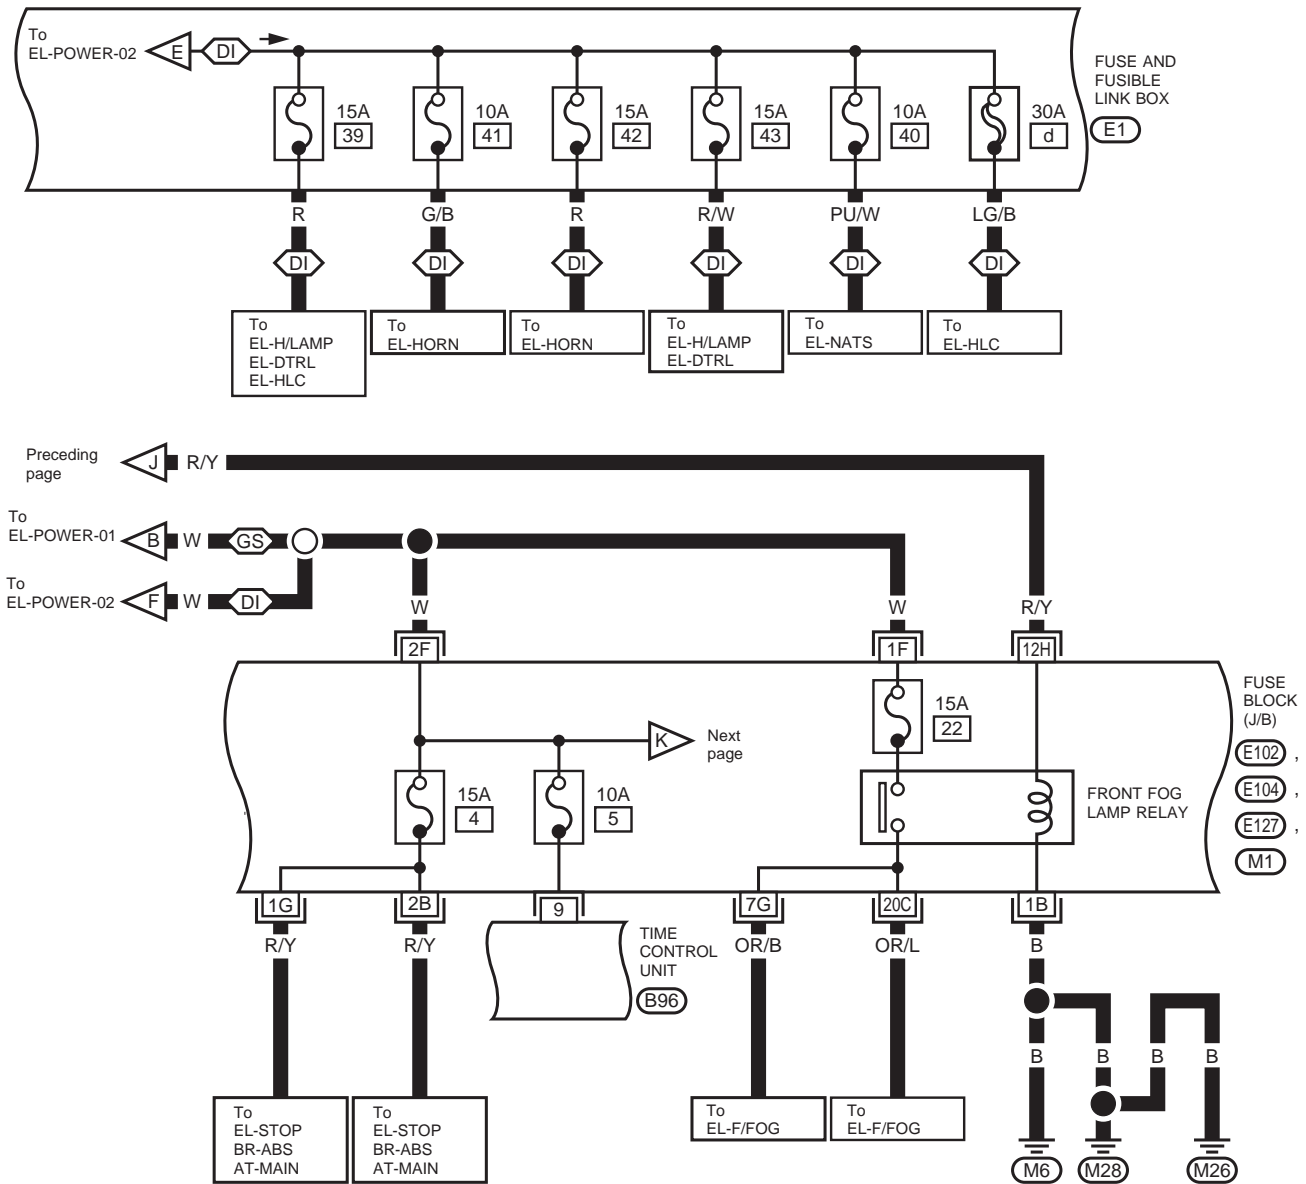 To
EL-POWER-02
E
DI
FUSE AND
FUSIBLE
LINK BOX
E1
15A
39
10A
41
15A
42
15A
43
10A
40
30A
d
R
G/B
R
R/W
PU/W
LG/B
DI
DI
DI
DI
DI
DI
To
EL-H/LAMP
EL-DTRL
EL-HLC
To
EL-HORN
To
EL-HORN
To
EL-H/LAMP
EL-DTRL
To
EL-NATS
To
EL-HLC
Preceding
page
J
R/Y
To
EL-POWER-01
B
W
GS
To
EL-POWER-02
F
W
DI
W
W
R/Y
2F
1F
12H
FUSE
BLOCK
(J/B)
E102 ,
E104 ,
E127 ,
M1
15A
22
K
Next
page
15A
4
10A
5
FRONT FOG
LAMP RELAY
1G
2B
9
7G
20C
1B
R/Y
R/Y
TIME
CONTROL
UNIT
B96
OR/B
OR/L
B
B
B
B
B
To
EL-STOP
BR-ABS
AT-MAIN
To
EL-STOP
BR-ABS
AT-MAIN
To
EL-F/FOG
To
EL-F/FOG
M6
M28
M26